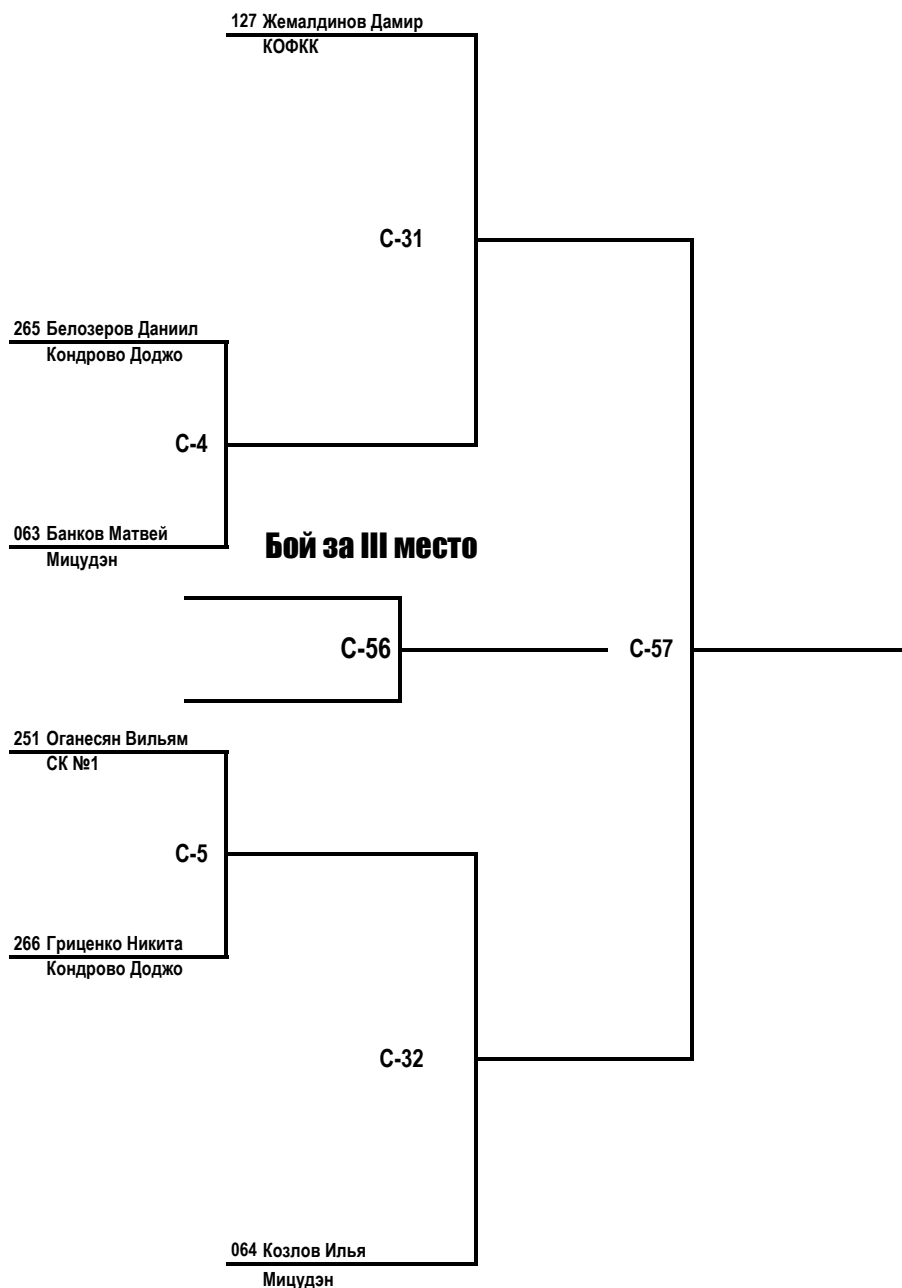 127 Жемалдинов Дамир
КОФКК
С-31
265 Белозеров Даниил
Кондрово Доджо
С-4
063 Банков Матвей
Мицудэн
Бой за III место
С-56
С-57
251 Оганесян Вильям
СК №1
С-5
266 Гриценко Никита
Кондрово Доджо
С-32
064 Козлов Илья
Мицудэн